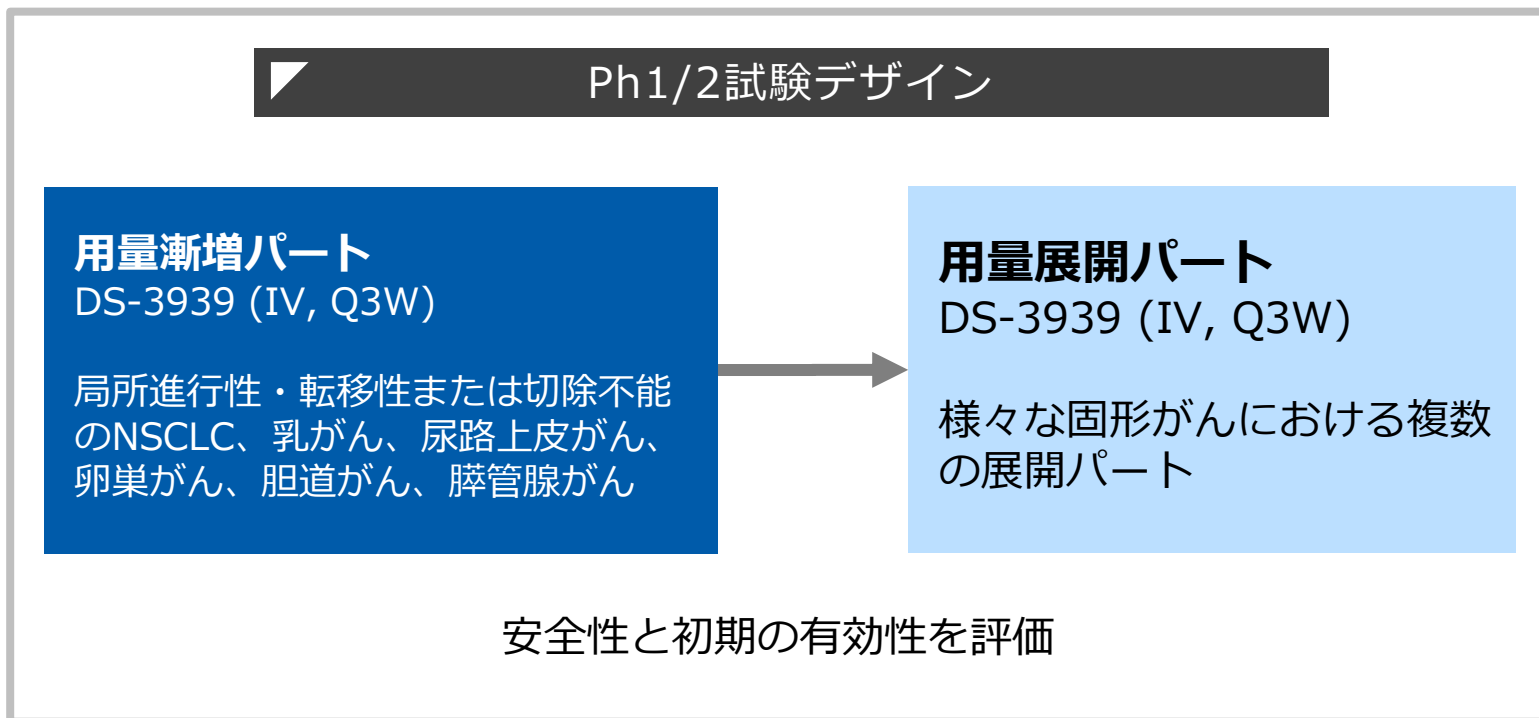 Ph1/2試験デザイン
用量漸増パート
DS-3939 (IV, Q3W)
局所進行性・転移性または切除不能
のNSCLC、乳がん、尿路上皮がん、
卵巣がん、胆道がん、膵管腺がん
用量展開パート
DS-3939 (IV, Q3W)
様々な固形がんにおける複数
の展開パート
安全性と初期の有効性を評価